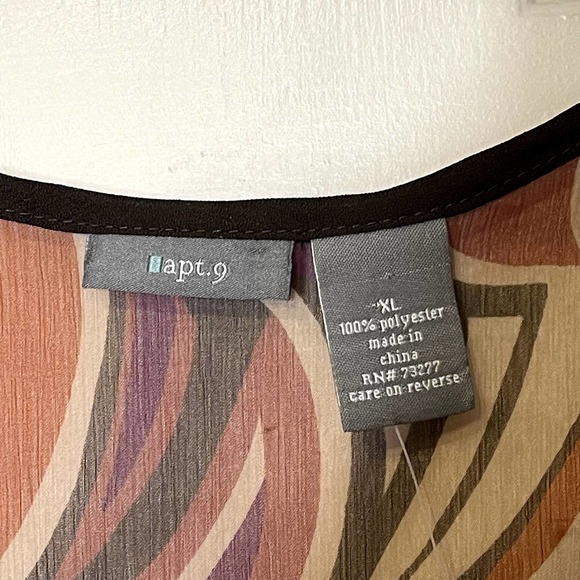 apt.9
XL
100% polyester
made in
china
RN# 73277
care on reverse